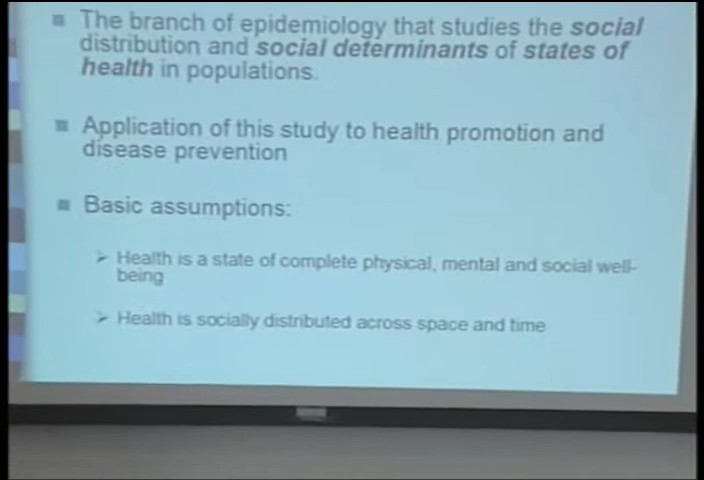 The branch of epidemiology that studies the social
distribution and social determinants of states of
health in populations.
Application of this study to health promotion and
disease prevention
Basic assumptions:
Health is a state of complete physical, mental and social well-
being
Health is socially distributed across space and time